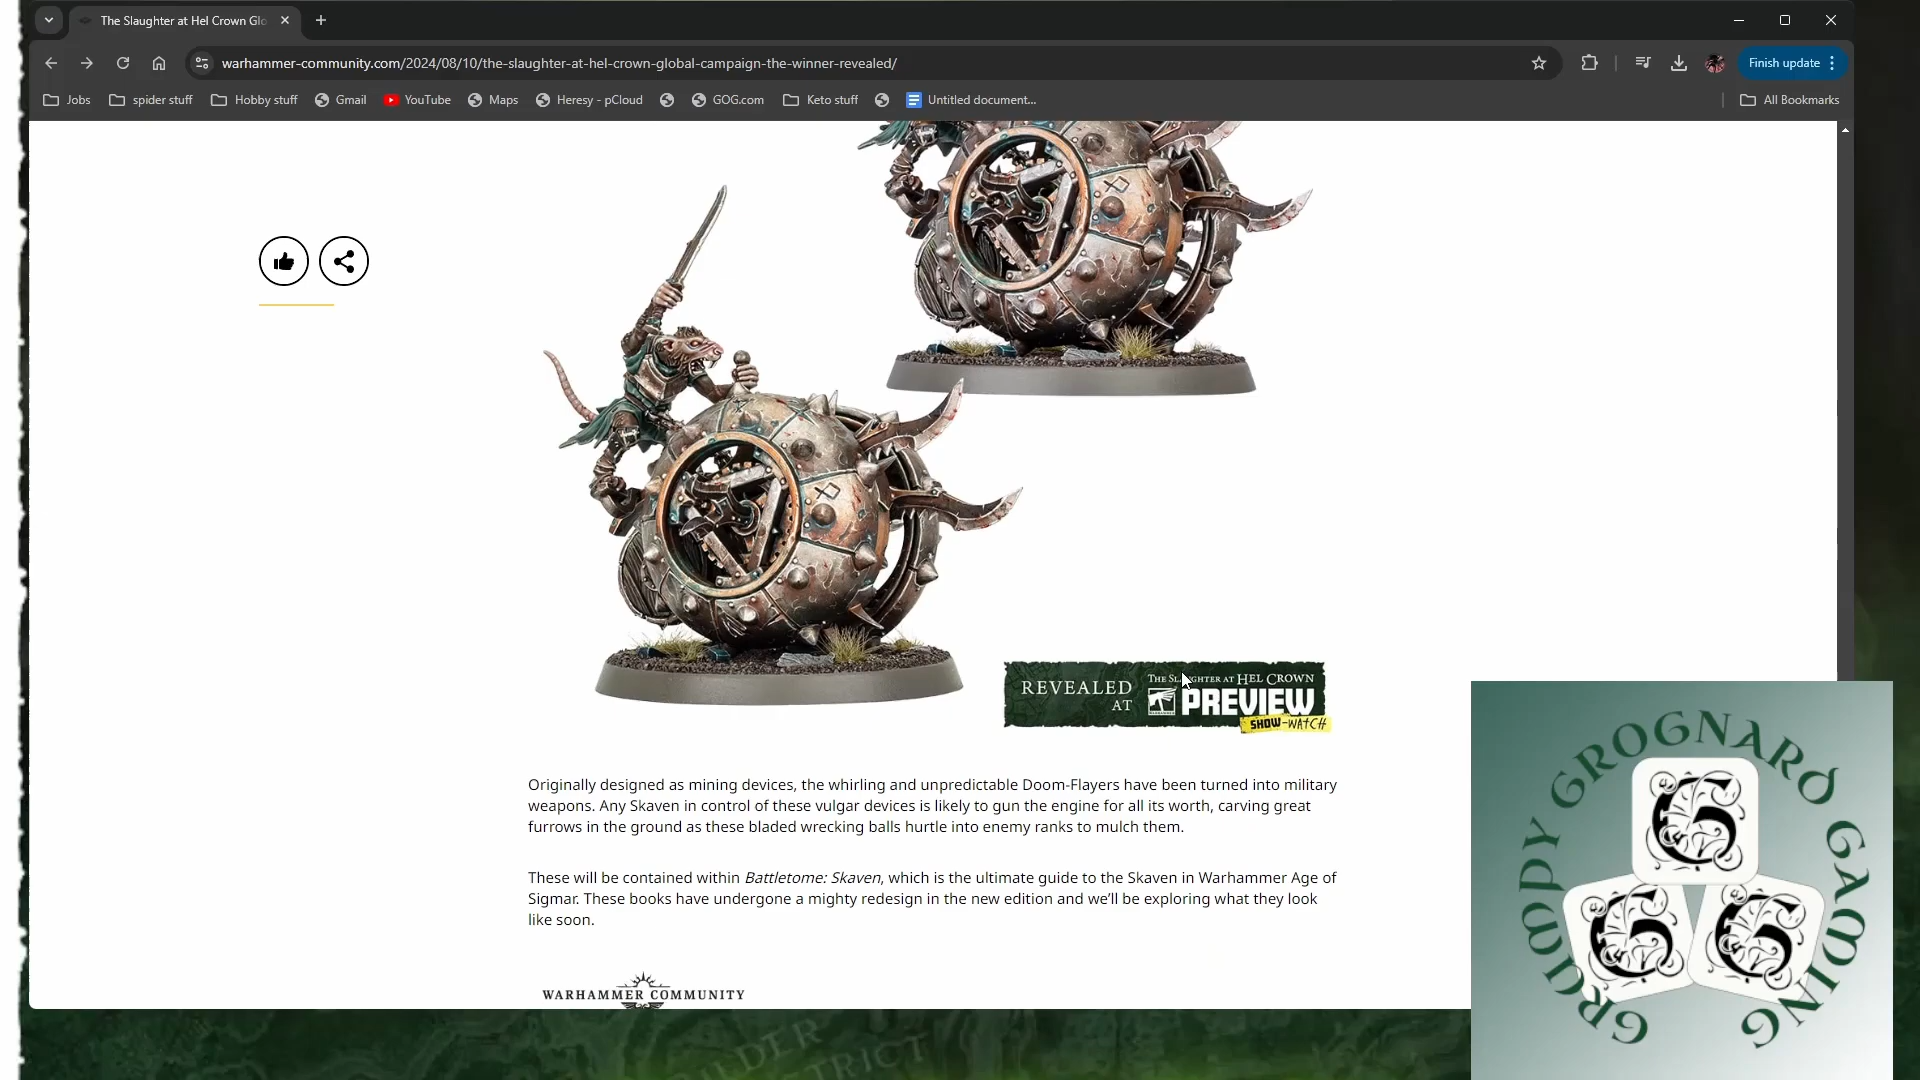 The Slaughter at Hel Crown Glo
warhammer-community.com/2024/08/10/the-slaughter-at-hel-crown-global-campaign-the-winner-revealed/
Finish update
Jobs
spider stuff
Hobby stuff
Gmail
YouTube
Maps
Heresy - pCloud
GOG.com
Keto stuff
Untitled document...
All Bookmarks
REVEALED AT
THE SLAUGHTER AT HEL CROWN
PREVIEW
SHOW-WATCH
Originally designed as mining devices, the whirling and unpredictable Doom-Flayers have been turned into military
weapons. Any Skaven in control of these vulgar devices is likely to gun the engine for all its worth, carving great
furrows in the ground as these bladed wrecking balls hurtle into enemy ranks to mulch them.
These will be contained within Battletome: Skaven, which is the ultimate guide to the Skaven in Warhammer Age of
Sigmar. These books have undergone a mighty redesign in the new edition and we'll be exploring what they look
like soon.
WARHAMMER COMMUNITY
GRUMPY GROGNARD GAMING
G
G
G